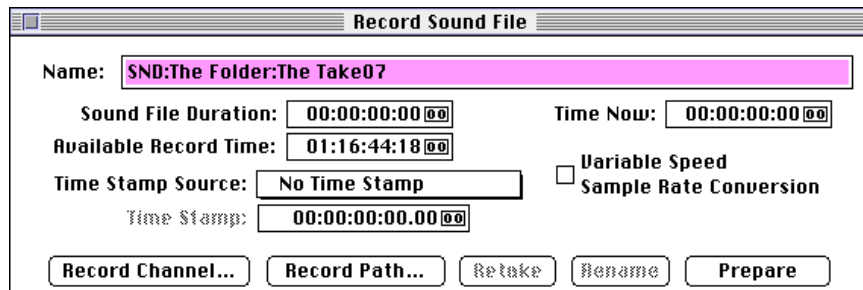 Record Sound File
Name: SND:The Folder:The Take07
Sound File Duration: 00:00:00:00 00 Time Now: 00:00:00:00 00
Available Record Time: 01:16:44:18 00
Variable Speed
Sample Rate Conversion
Time Stamp Source: No Time Stamp
Time Stamp: 00:00:00:00.00 00
Record Channel... Record Path... Retake Rename Prepare